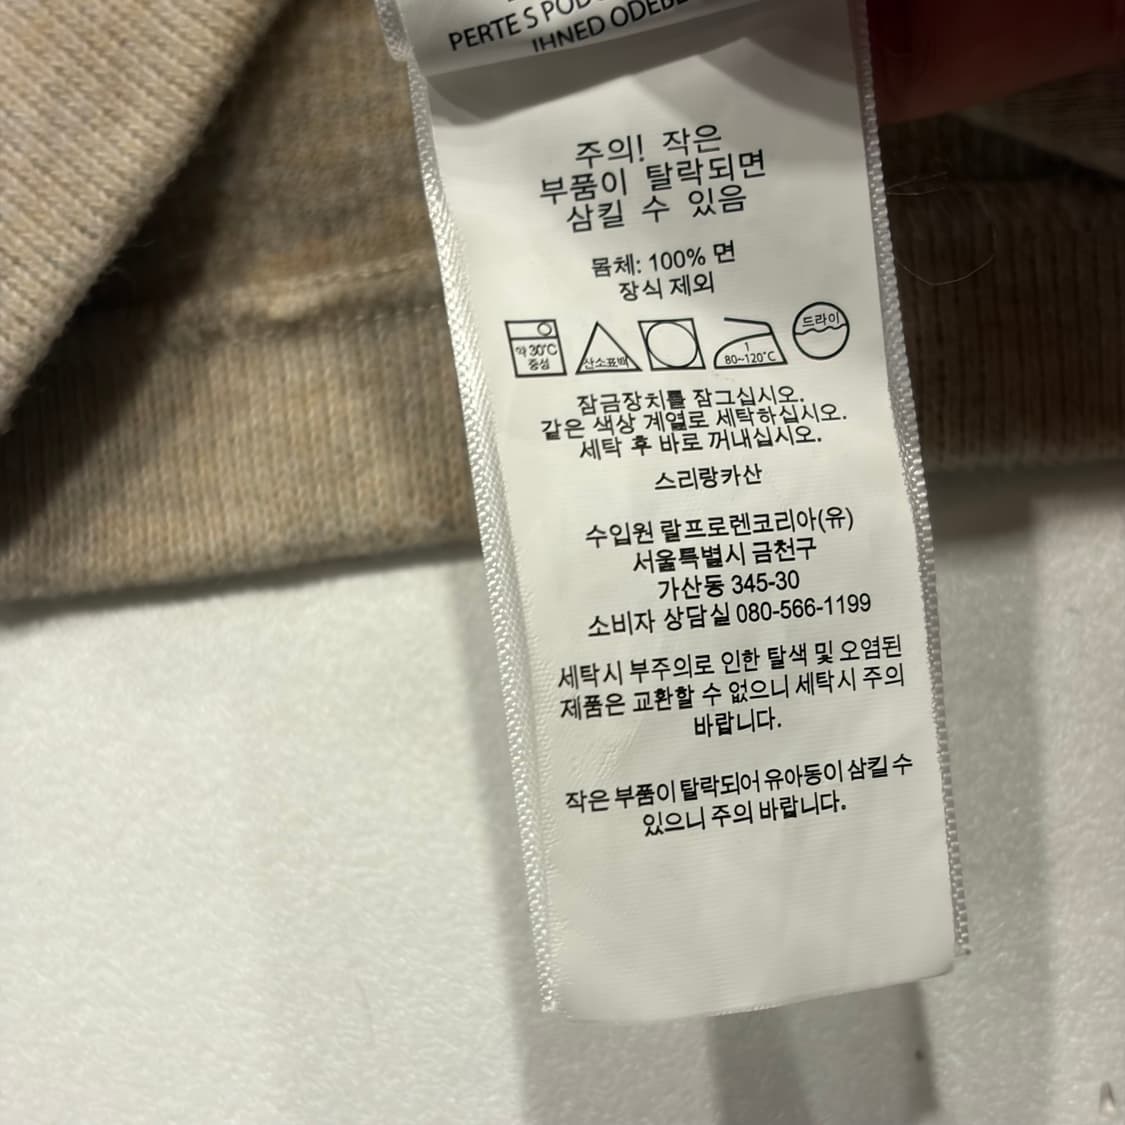 PERTE S POD
IHNED ODEBE
주의! 작은
부품이 탈락되면
삼킬 수 있음
몸체: 100% 면
장식 제외
약 30℃
중성
산소표백
1
80~120℃
드라이
잠금장치를 잠그십시오.
같은 색상 계열로 세탁하십시오.
세탁 후 바로 꺼내십시오.
스리랑카산
수입원 랄프로렌코리아(유)
서울특별시 금천구
가산동 345-30
소비자 상담실 080-566-1199
세탁시 부주의로 인한 탈색 및 오염된
제품은 교환할 수 없으니 세탁시 주의
바랍니다.
작은 부품이 탈락되어 유아동이 삼킬 수
있으니 주의 바랍니다.